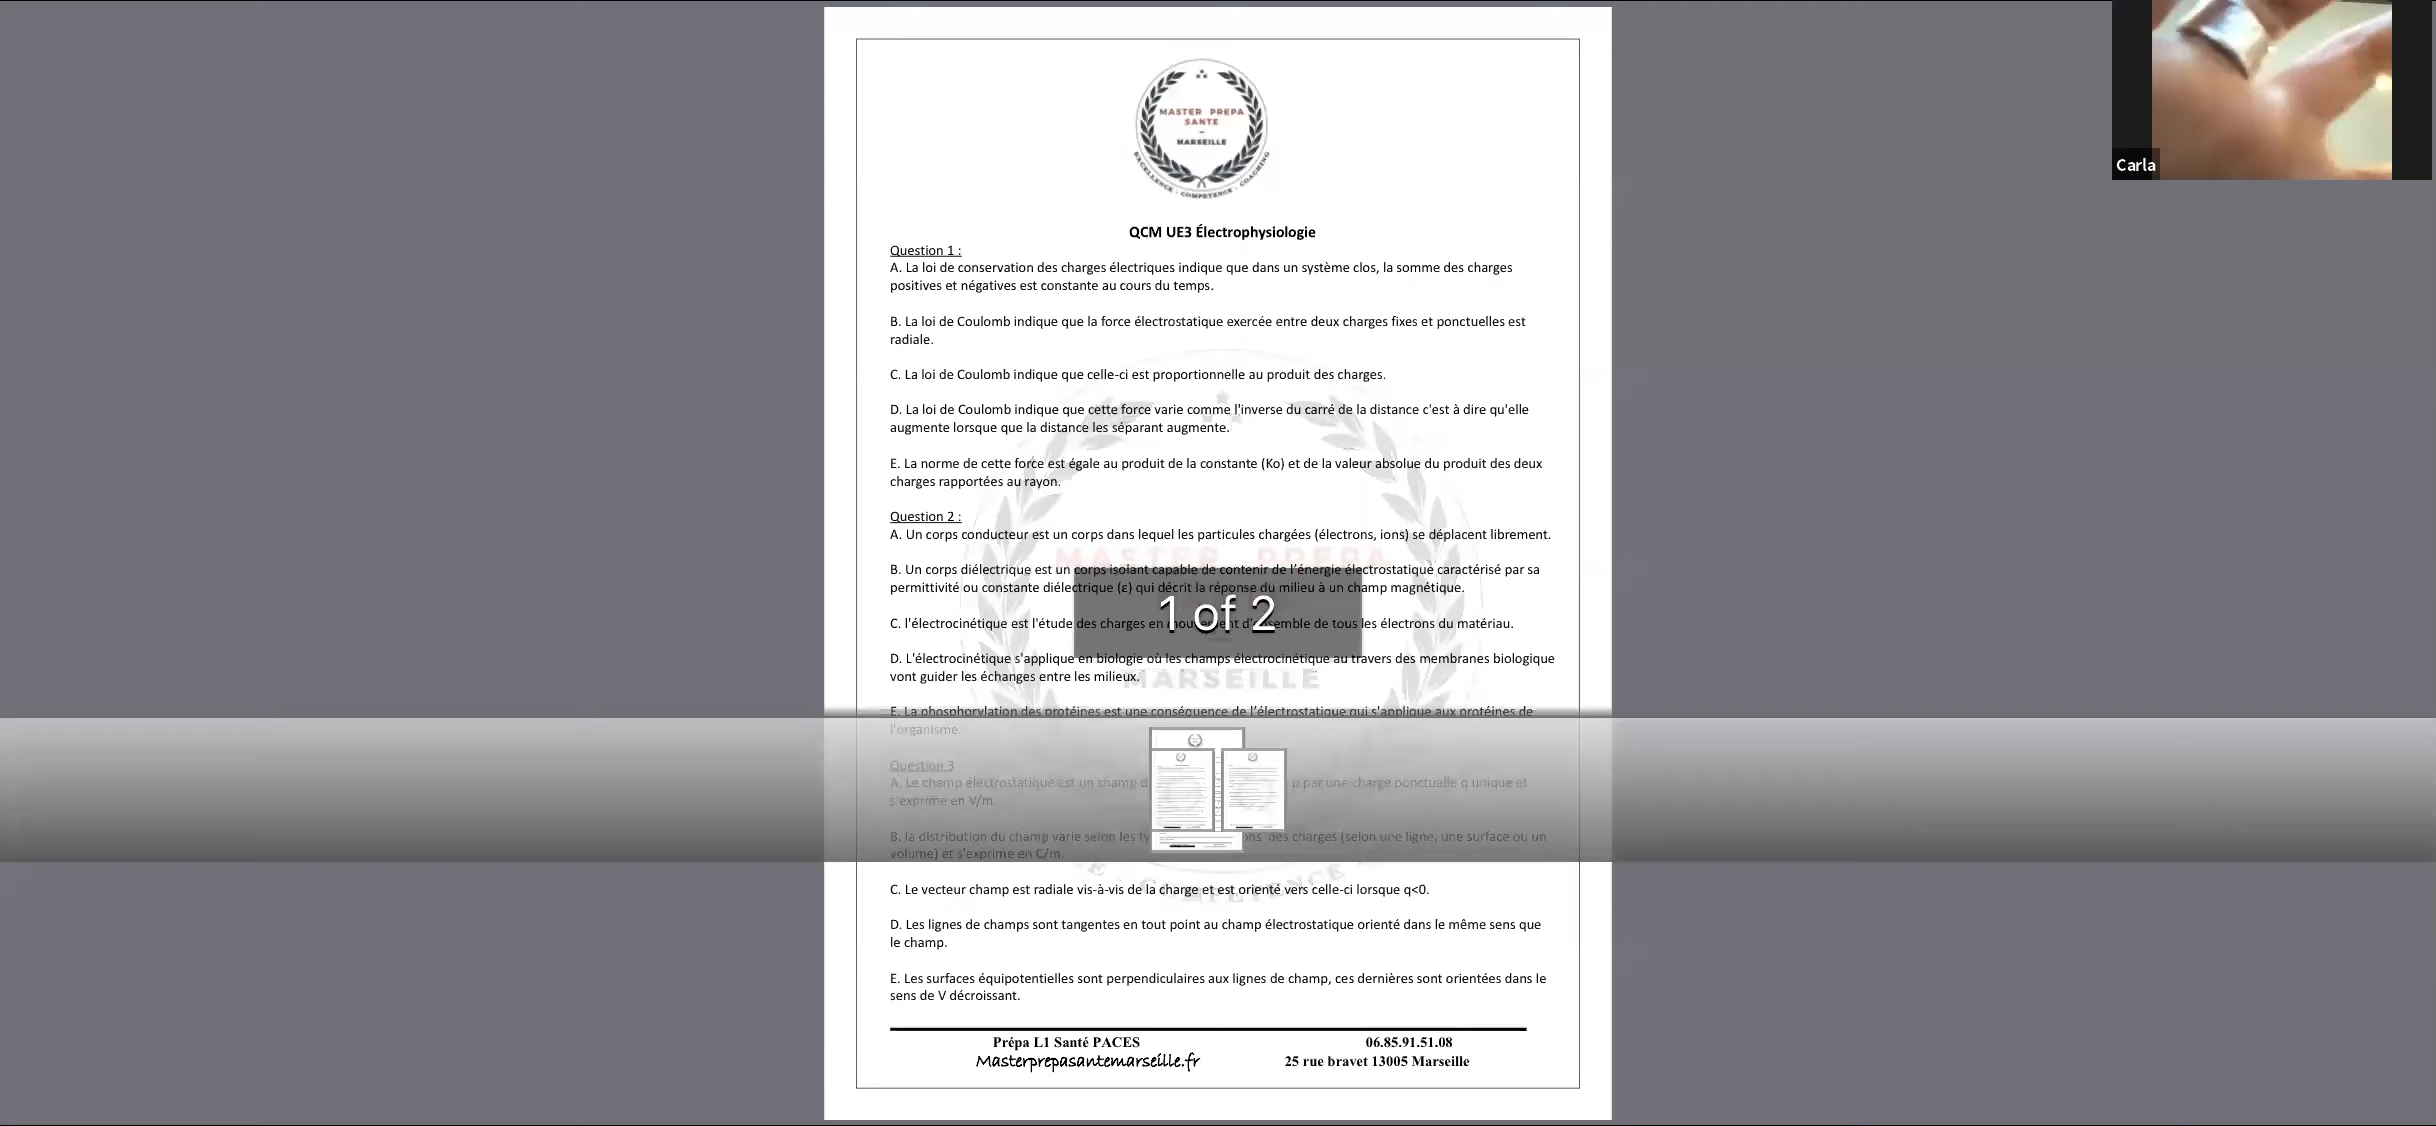 MASTER PREPA
SANTE
MARSEILLE
EXCELLENCE - COMPETENCE - COACHING
QCM UE3 Électrophysiologie
Question 1 :
A. La loi de conservation des charges électriques indique que dans un système clos, la somme des charges
positives et négatives est constante au cours du temps.
B. La loi de Coulomb indique que la force électrostatique exercée entre deux charges fixes et ponctuelles est
radiale.
C. La loi de Coulomb indique que celle-ci est proportionnelle au produit des charges.
D. La loi de Coulomb indique que cette force varie comme l'inverse du carré de la distance c'est à dire qu'elle
augmente lorsque que la distance les séparant augmente.
E. La norme de cette force est égale au produit de la constante (Ko) et de la valeur absolue du produit des deux
charges rapportées au rayon.
Question 2 :
A. Un corps conducteur est un corps dans lequel les particules chargées (électrons, ions) se déplacent librement.
MASTER PREPA
B. Un corps diélectrique est un corps isolant capable de contenir de l'énergie électrostatique caractérisé par sa
permittivité ou constante diélectrique (ε) qui décrit la réponse du milieu à un champ magnétique.
1 of 2
C. l'électrocinétique est l'étude des charges en mouvement d'ensemble de tous les électrons du matériau.
D. L'électrocinétique s'applique en biologie où les champs électrocinétique au travers des membranes biologique
vont guider les échanges entre les milieux.
MARSEILLE
E. La phosphorylation des protéines est une conséquence de l'électrostatique qui s'applique aux protéines de
l'organisme.
Question 3
A. Le champ électrostatique est un champ par une charge ponctuelle q unique et
s'exprime en V/m.
B. la distribution du champ varie selon les des charges (selon une ligne, une surface ou un
volume) et s'exprime en C/m.
C. Le vecteur champ est radiale vis-à-vis de la charge et est orienté vers celle-ci lorsque q<0.
D. Les lignes de champs sont tangentes en tout point au champ électrostatique orienté dans le même sens que
le champ.
E. Les surfaces équipotentielles sont perpendiculaires aux lignes de champ, ces dernières sont orientées dans le
sens de V décroissant.
Prépa L1 Santé PACES 06.85.91.51.08
Masterprepasantemarseille.fr 25 rue bravet 13005 Marseille
Carla